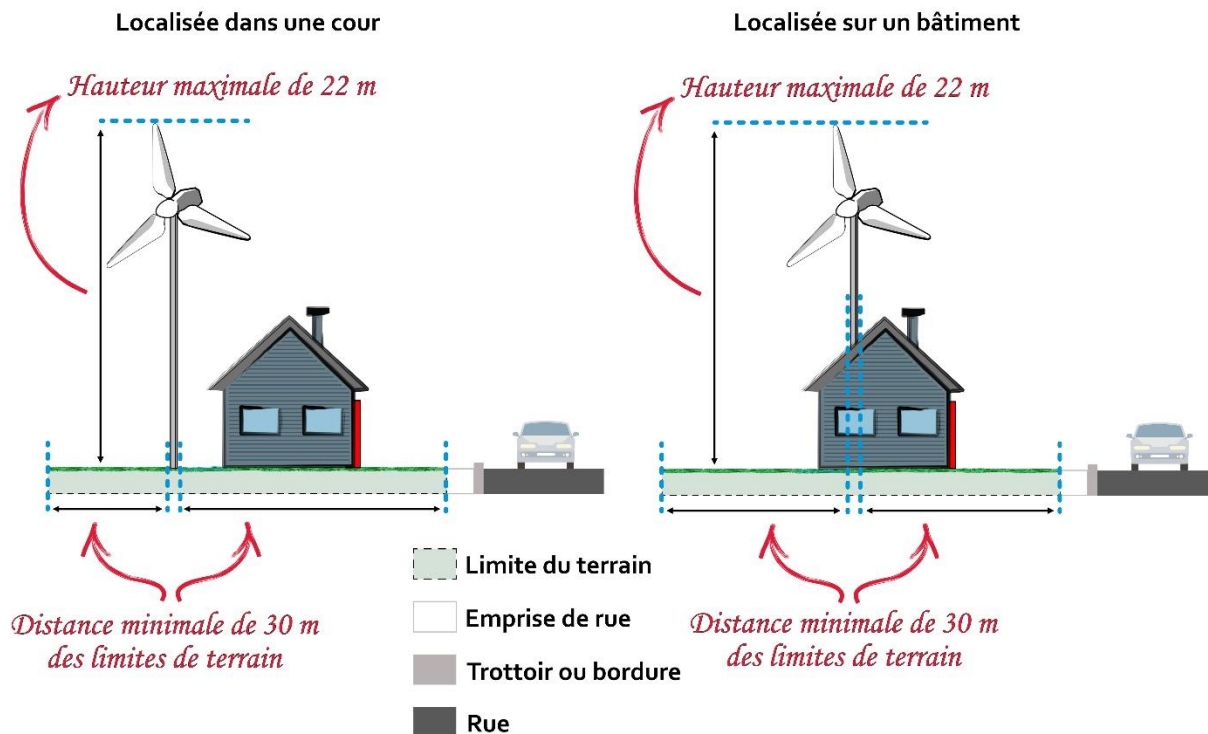 Localisée dans une cour
Hauteur maximale de 22 m
Distance minimale de 30 m
des limites de terrain
Localisée sur un bâtiment
Hauteur maximale de 22 m
Distance minimale de 30 m
des limites de terrain
Limite du terrain
Emprise de rue
Trottoir ou bordure
Rue